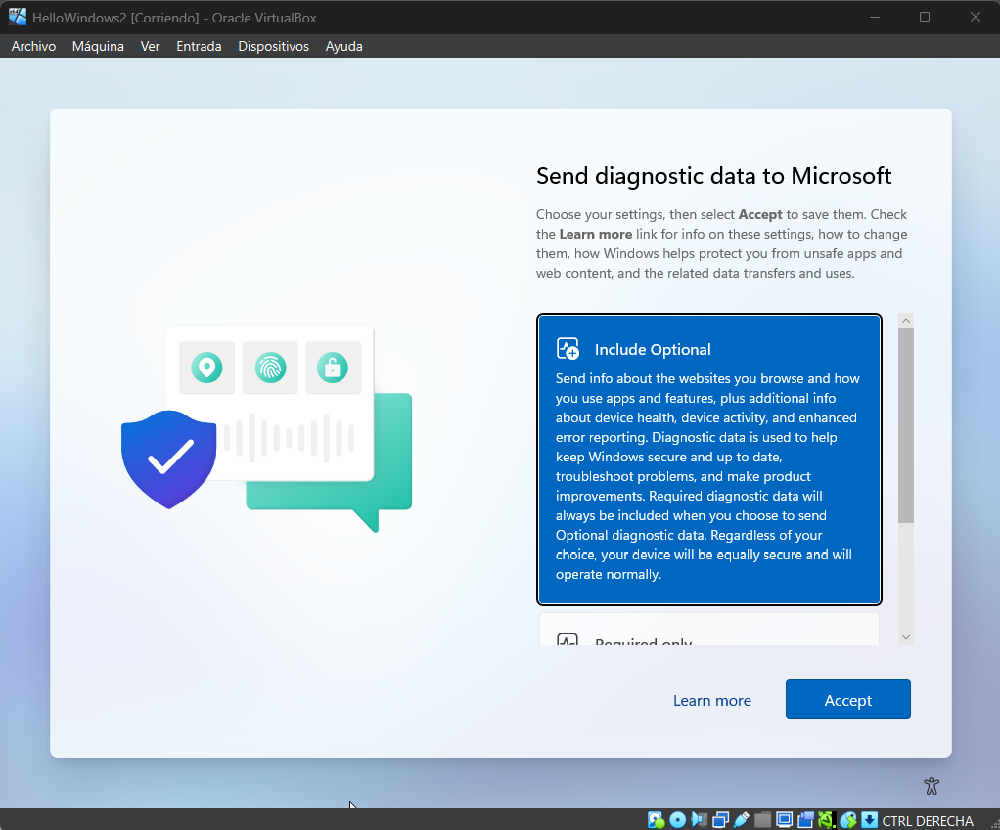 HelloWindows2 [Corriendo] - Oracle VirtualBox
Archivo Máquina Ver Entrada Dispositivos Ayuda
Send diagnostic data to Microsoft
Choose your settings, then select Accept to save them. Check
the Learn more link for info on these settings, how to change
them, how Windows helps protect you from unsafe apps and
web content, and the related data transfers and uses.
Include Optional
Send info about the websites you browse and how
you use apps and features, plus additional info
about device health, device activity, and enhanced
error reporting. Diagnostic data is used to help
keep Windows secure and up to date,
troubleshoot problems, and make product
improvements. Required diagnostic data will
always be included when you choose to send
Optional diagnostic data. Regardless of your
choice, your device will be equally secure and will
operate normally.
Required only
Learn more
Accept
CTRL DERECHA